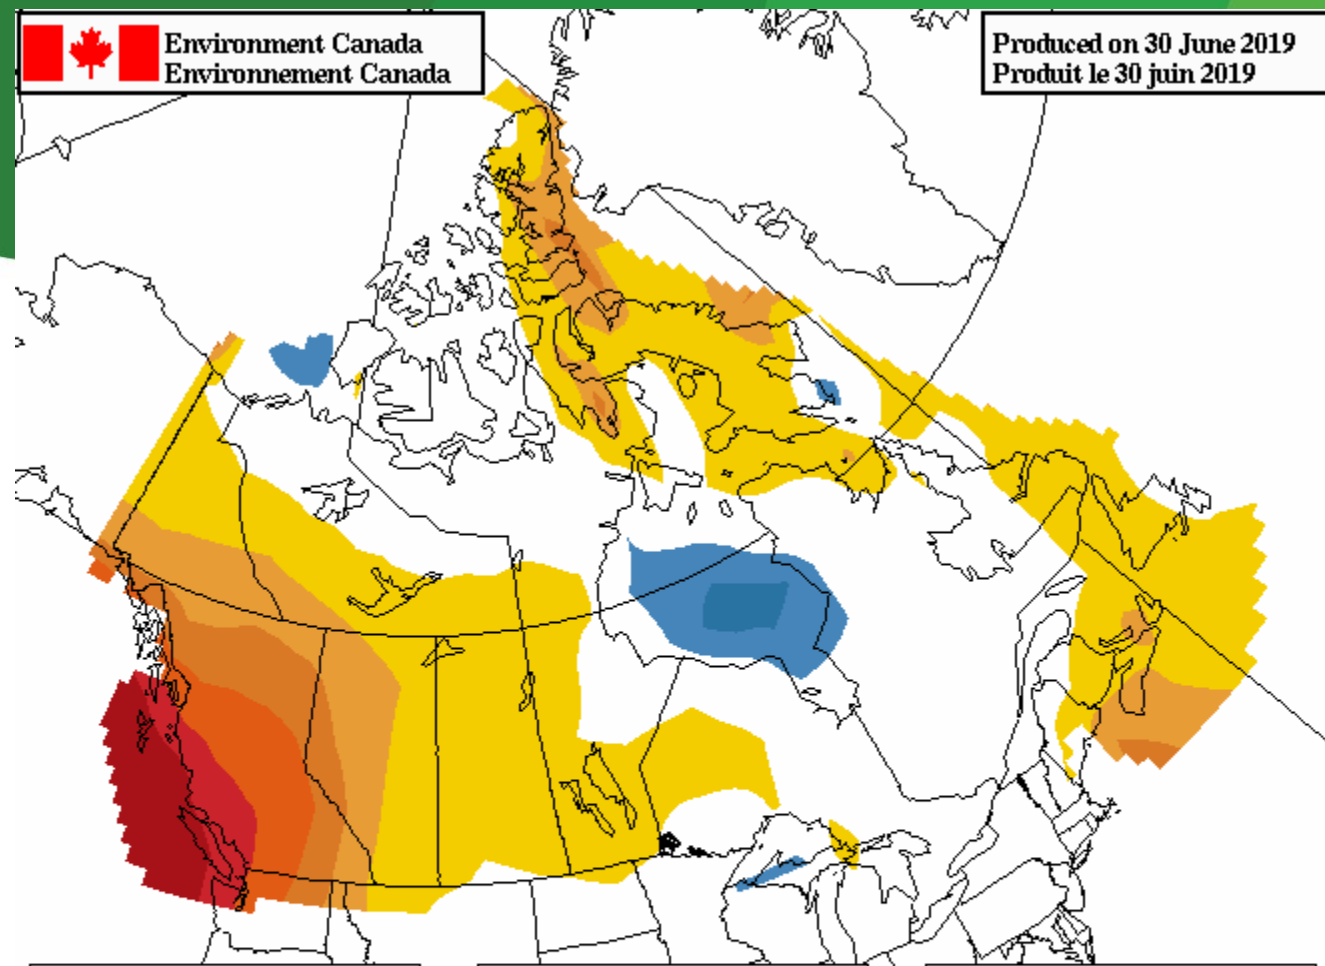 Environment Canada
Environnement Canada
Produced on 30 June 2019
Produit le 30 juin 2019